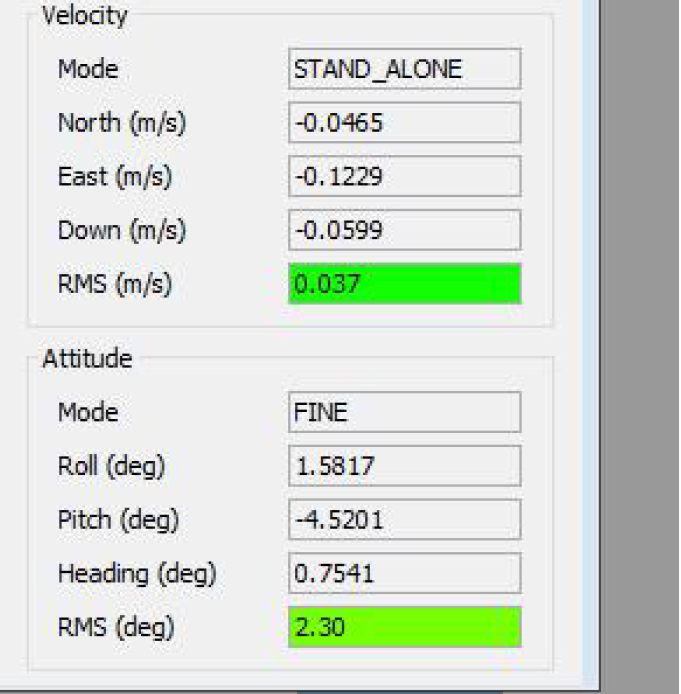 Velocity
Mode STAND_ALONE
North (m/s) -0.0465
East (m/s) -0.1229
Down (m/s) -0.0599
RMS (m/s) 0.037
Attitude
Mode FINE
Roll (deg) 1.5817
Pitch (deg) -4.5201
Heading (deg) 0.7541
RMS (deg) 2.30